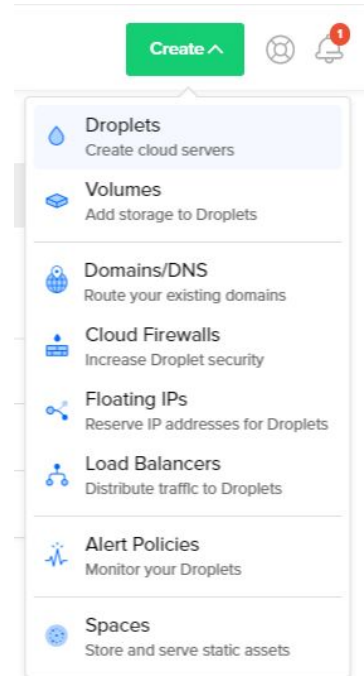 Create
1
Droplets
Create cloud servers
Volumes
Add storage to Droplets
Domains/DNS
Route your existing domains
Cloud Firewalls
Increase Droplet security
Floating IPs
Reserve IP addresses for Droplets
Load Balancers
Distribute traffic to Droplets
Alert Policies
Monitor your Droplets
Spaces
Store and serve static assets